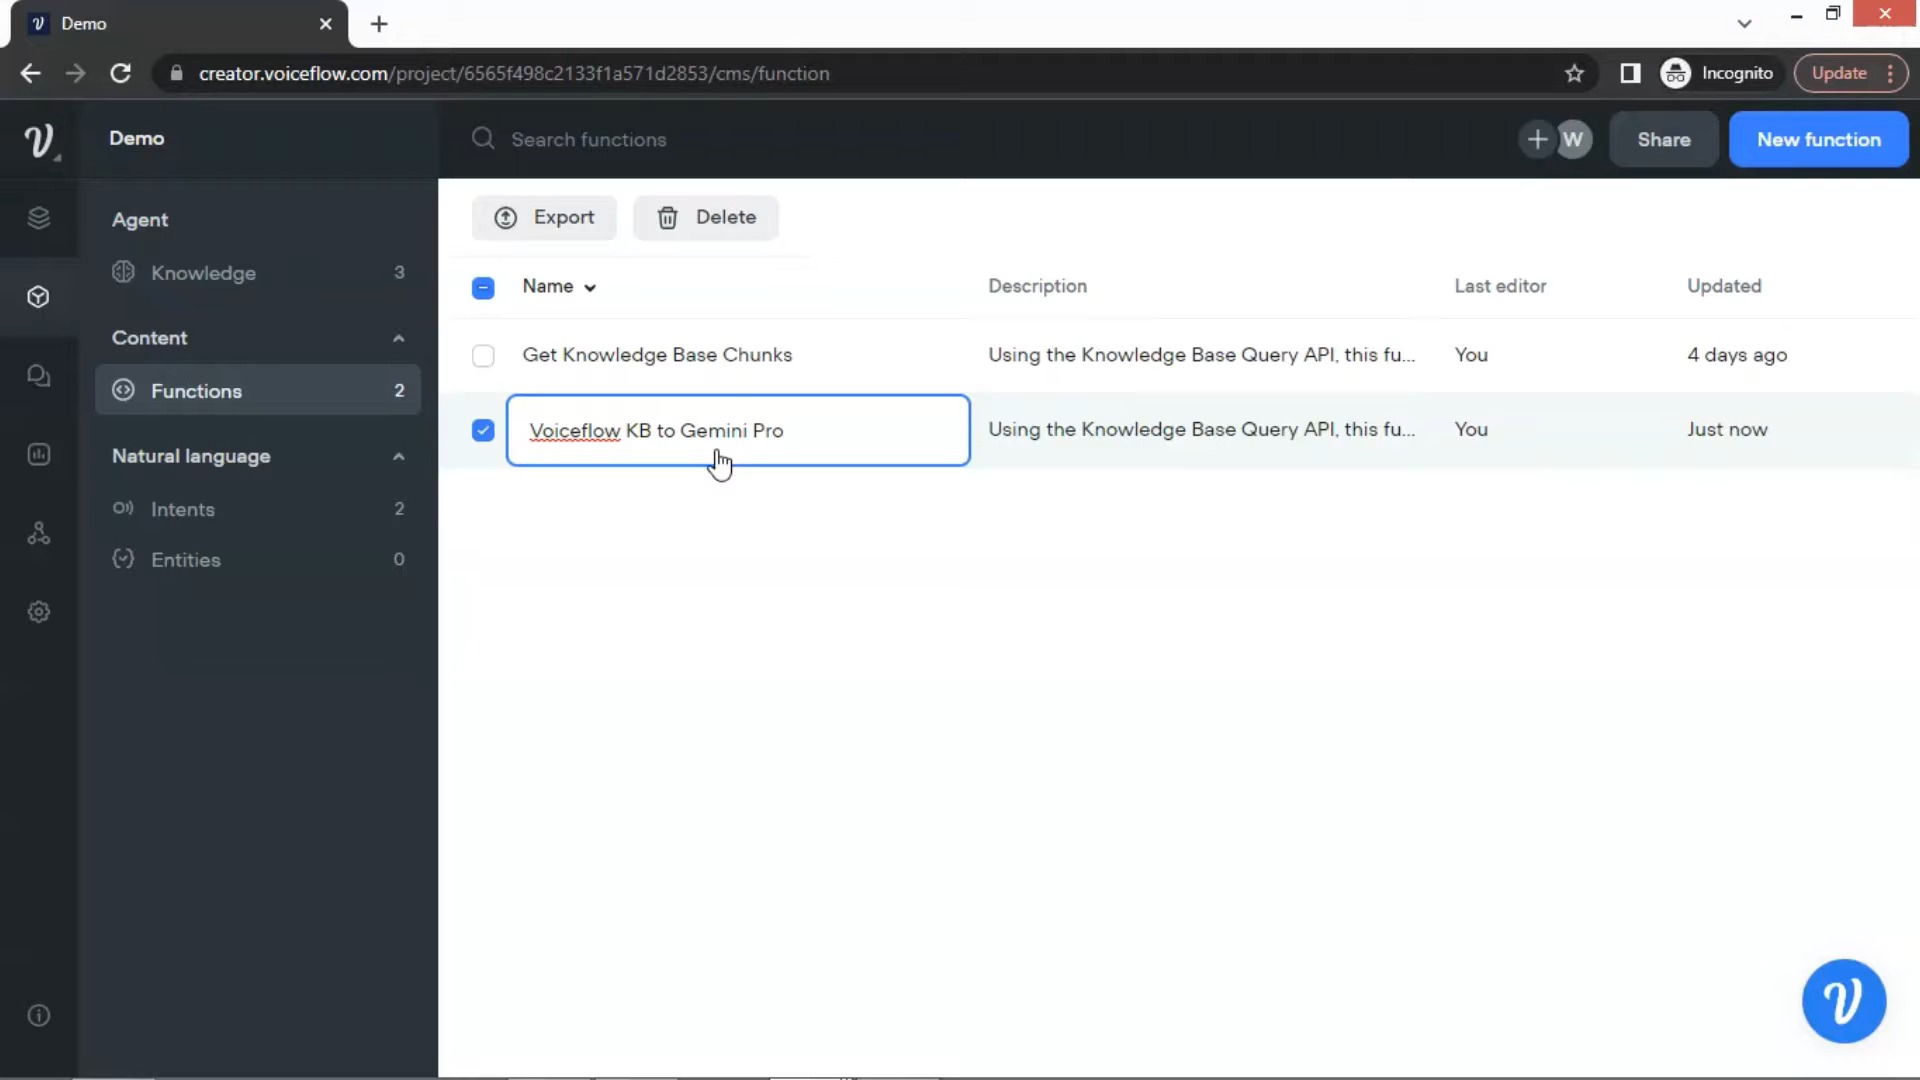 Demo
creator.voiceflow.com/project/6565f498c2133f1a571d2853/cms/function
Incognito
Update
Demo
Search functions
W
Share
New function
Agent
Knowledge 3
Content
Functions 2
Natural language
Intents 2
Entities 0
Export
Delete
Name Description Last editor Updated
Get Knowledge Base Chunks Using the Knowledge Base Query API, this fu... You 4 days ago
Voiceflow KB to Gemini Pro Using the Knowledge Base Query API, this fu... You Just now